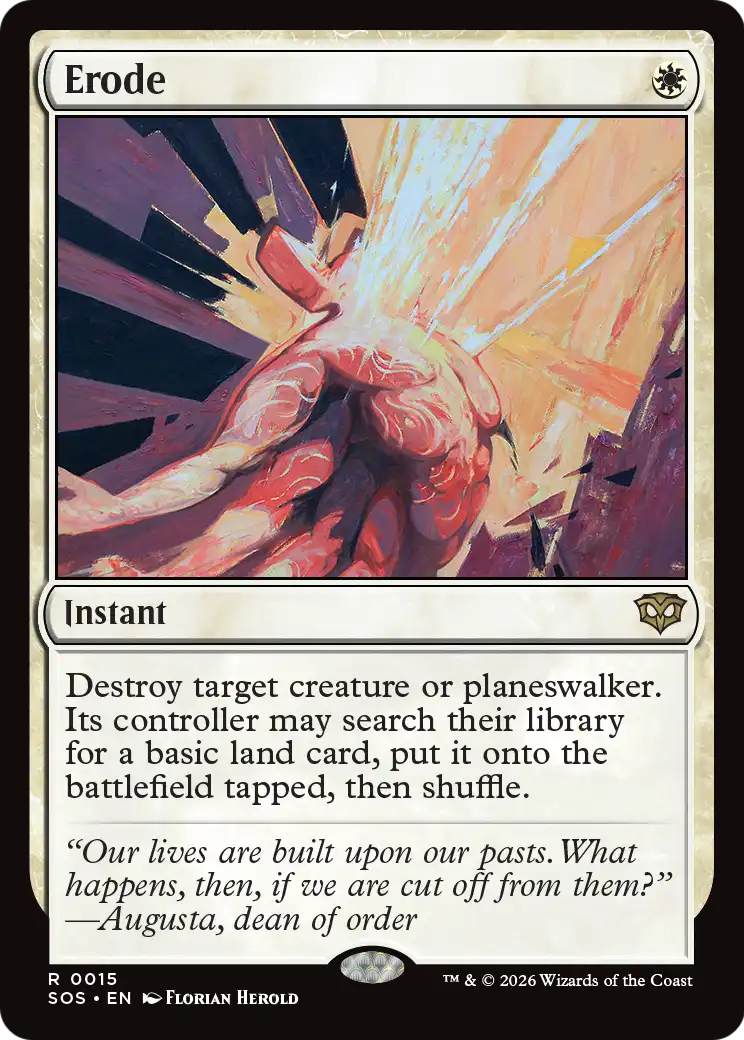 Erode
Instant
Destroy target creature or planeswalker.
Its controller may search their library
for a basic land card, put it onto the
battlefield tapped, then shuffle.
“Our lives are built upon our pasts. What
happens, then, if we are cut off from them?”
—Augusta, dean of order
R 0015
™ & © 2026 Wizards of the Coast
SOS • EN Florian Herold